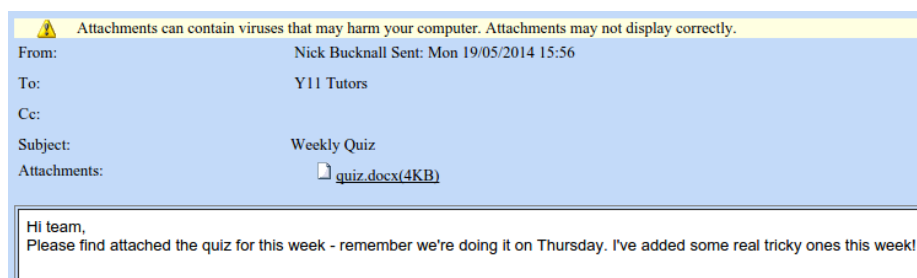 Attachments can contain viruses that may harm your computer. Attachments may not display correctly.
From: Nick Bucknall Sent: Mon 19/05/2014 15:56
To: Y11 Tutors
Cc:
Subject: Weekly Quiz
Attachments: quiz.docx(4KB)
Hi team,
Please find attached the quiz for this week - remember we're doing it on Thursday. I've added some real tricky ones this week!